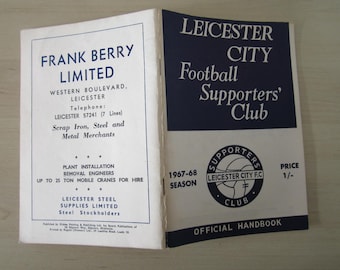 FRANK BERRY
LIMITED
WESTERN BOULEVARD,
LEICESTER
Telephone:
LEICESTER 57241 (7 Lines)
Scrap Iron, Steel and
Metal Merchants
PLANT INSTALLATION
REMOVAL ENGINEERS
UP TO 25 TON MOBILE CRANES FOR HIRE
LEICESTER STEEL
SUPPLIES LIMITED
Steel Stockholders
LEICESTER
CITY
Football
Supporters'
Club
1967-68
SEASON
SUPPORTERS
LEICESTER CITY F.C
CLUB
PRICE
1/-
OFFICIAL HANDBOOK